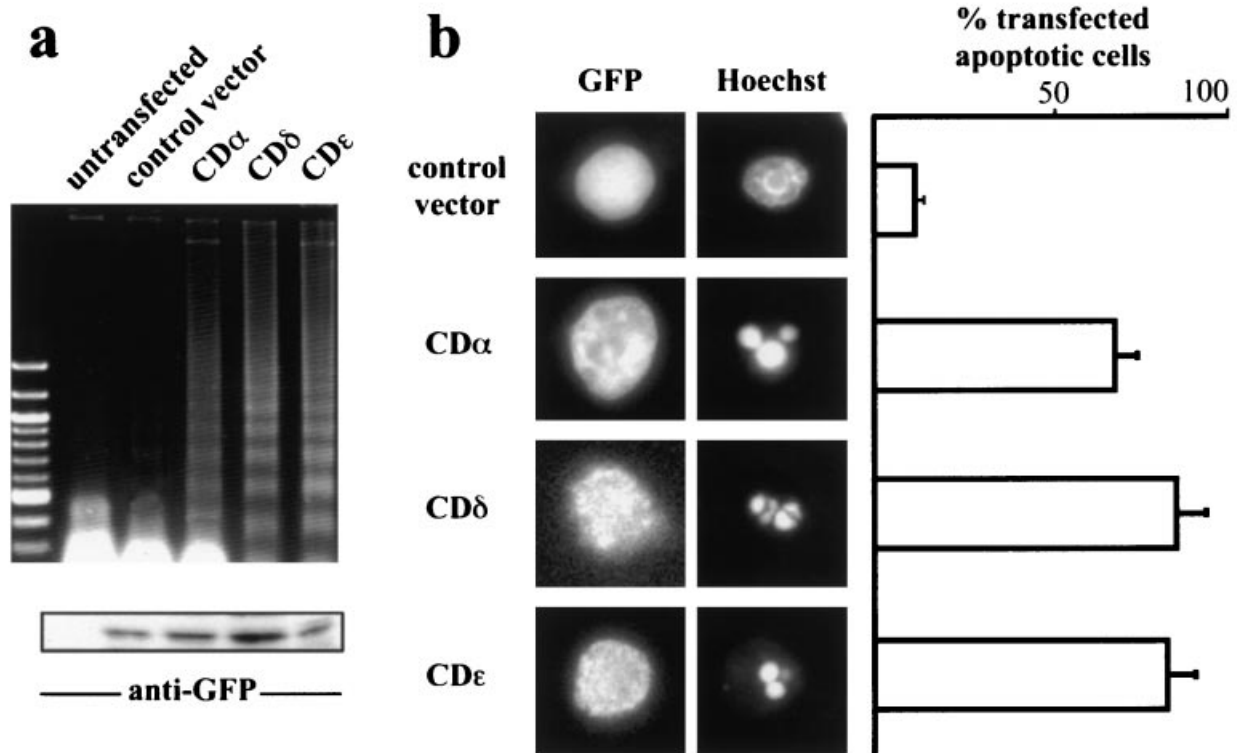 a
untransfected
control vector
CDα
CDδ
CDε
anti-GFP
b
GFP
Hoechst
% transfected
apoptotic cells
50
100
control
vector
CDα
CDδ
CDε